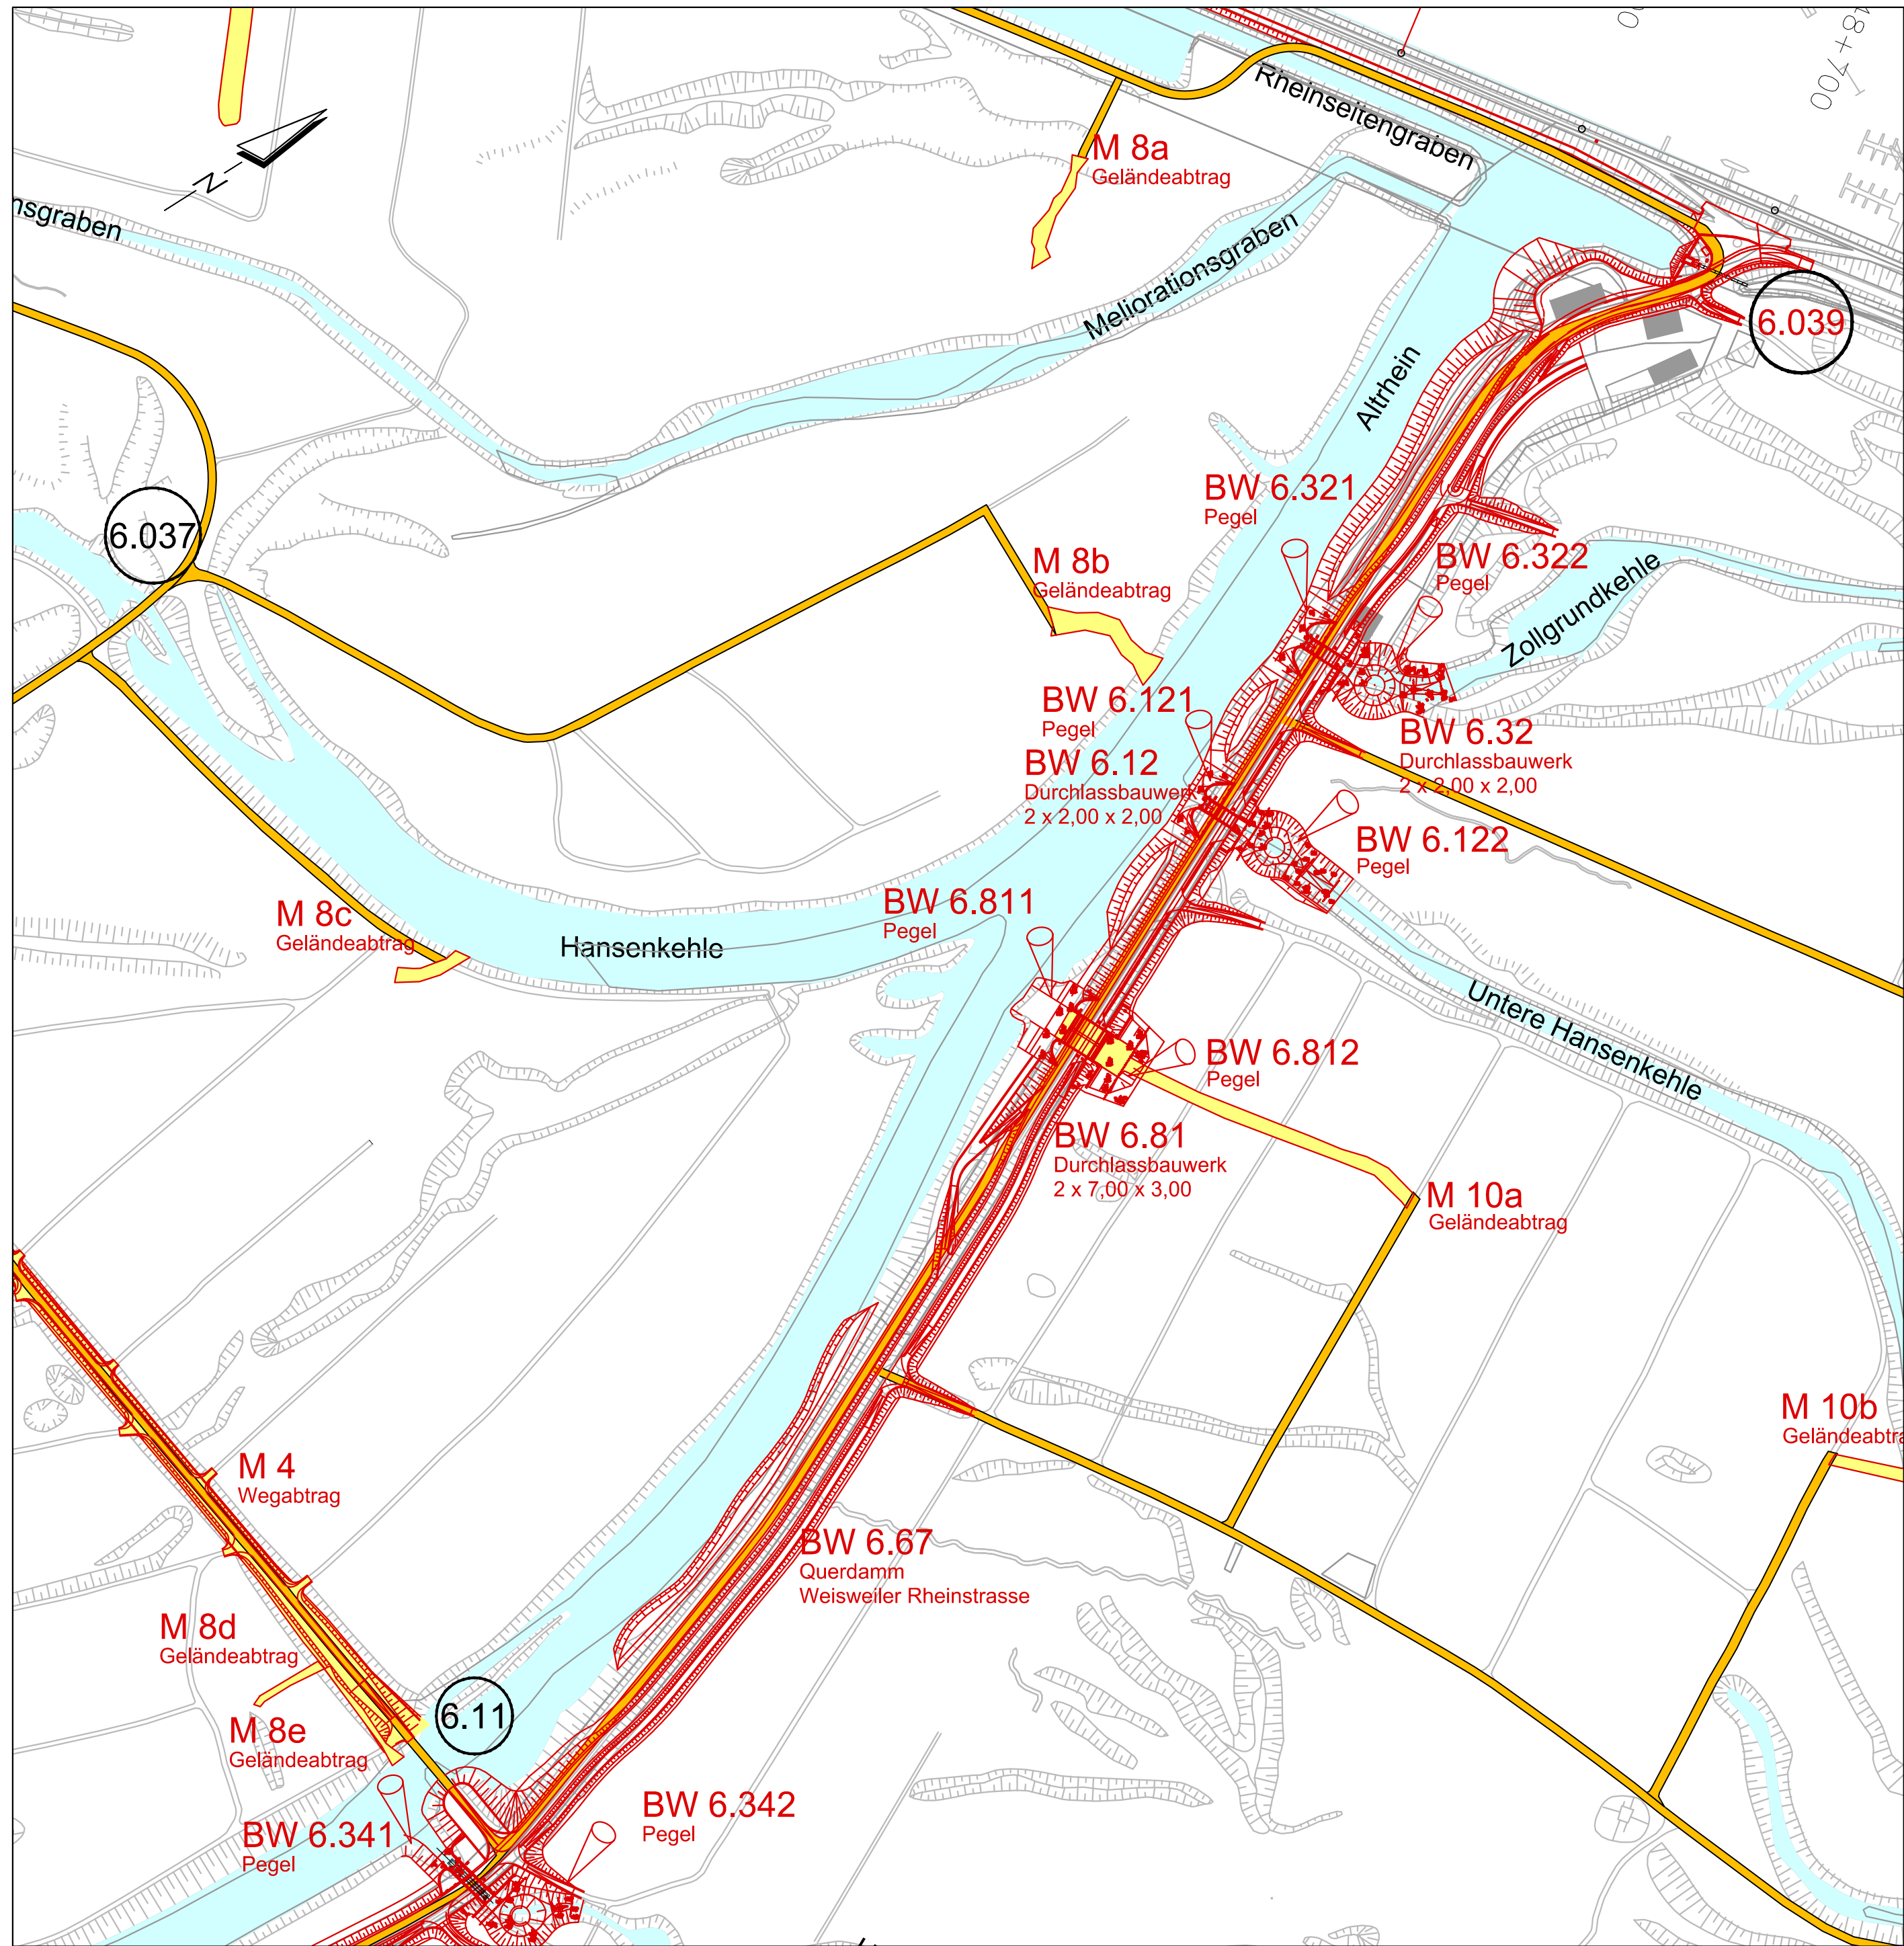 48+700
Rheinseitengraben
M 8a
Geländeabtrag
N
nsgraben
Meliorationsgraben
6.039
Altrhein
BW 6.321
Pegel
6.037
BW 6.322
Pegel
M 8b
Geländeabtrag
Zollgrundkehle
BW 6.121
Pegel
BW 6.32
Durchlassbauwerk
2 x 2,00 x 2,00
BW 6.12
Durchlassbauwerk
2 x 2,00 x 2,00
BW 6.122
Pegel
BW 6.811
Pegel
M 8c
Geländeabtrag
Hansenkehle
Untere Hansenkehle
BW 6.812
Pegel
BW 6.81
Durchlassbauwerk
2 x 7,00 x 3,00
M 10a
Geländeabtrag
M 10b
Geländeabtra
M 4
Wegabtrag
BW 6.67
Querdamm
Weisweiler Rheinstrasse
M 8d
Geländeabtrag
6.11
M 8e
Geländeabtrag
BW 6.342
Pegel
BW 6.341
Pegel